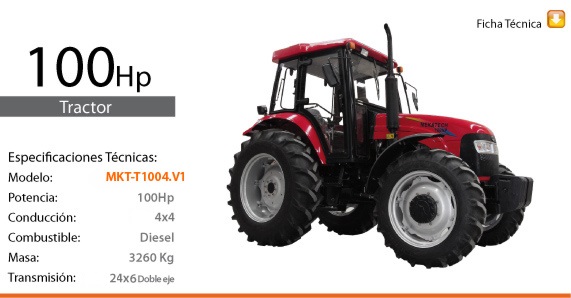 Ficha Técnica
100Hp
Tractor
Especificaciones Técnicas:
Modelo: MKT-T1004.V1
Potencia: 100Hp
Conducción: 4x4
Combustible: Diesel
Masa: 3260 Kg
Transmisión: 24x6 Doble eje